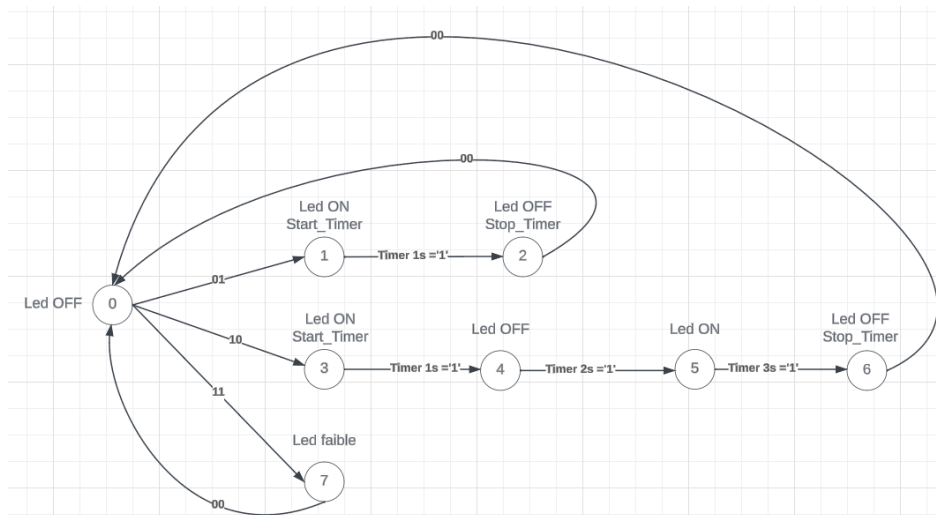 00
00
Led ON
Start_Timer
Led OFF
Stop_Timer
1
Timer 1s ='1'
2
01
Led OFF
0
Led ON
Start_Timer
Led OFF
Led ON
Led OFF
Stop_Timer
10
3
Timer 1s ='1'
4
Timer 2s ='1'
5
Timer 3s ='1'
6
11
Led faible
7
00